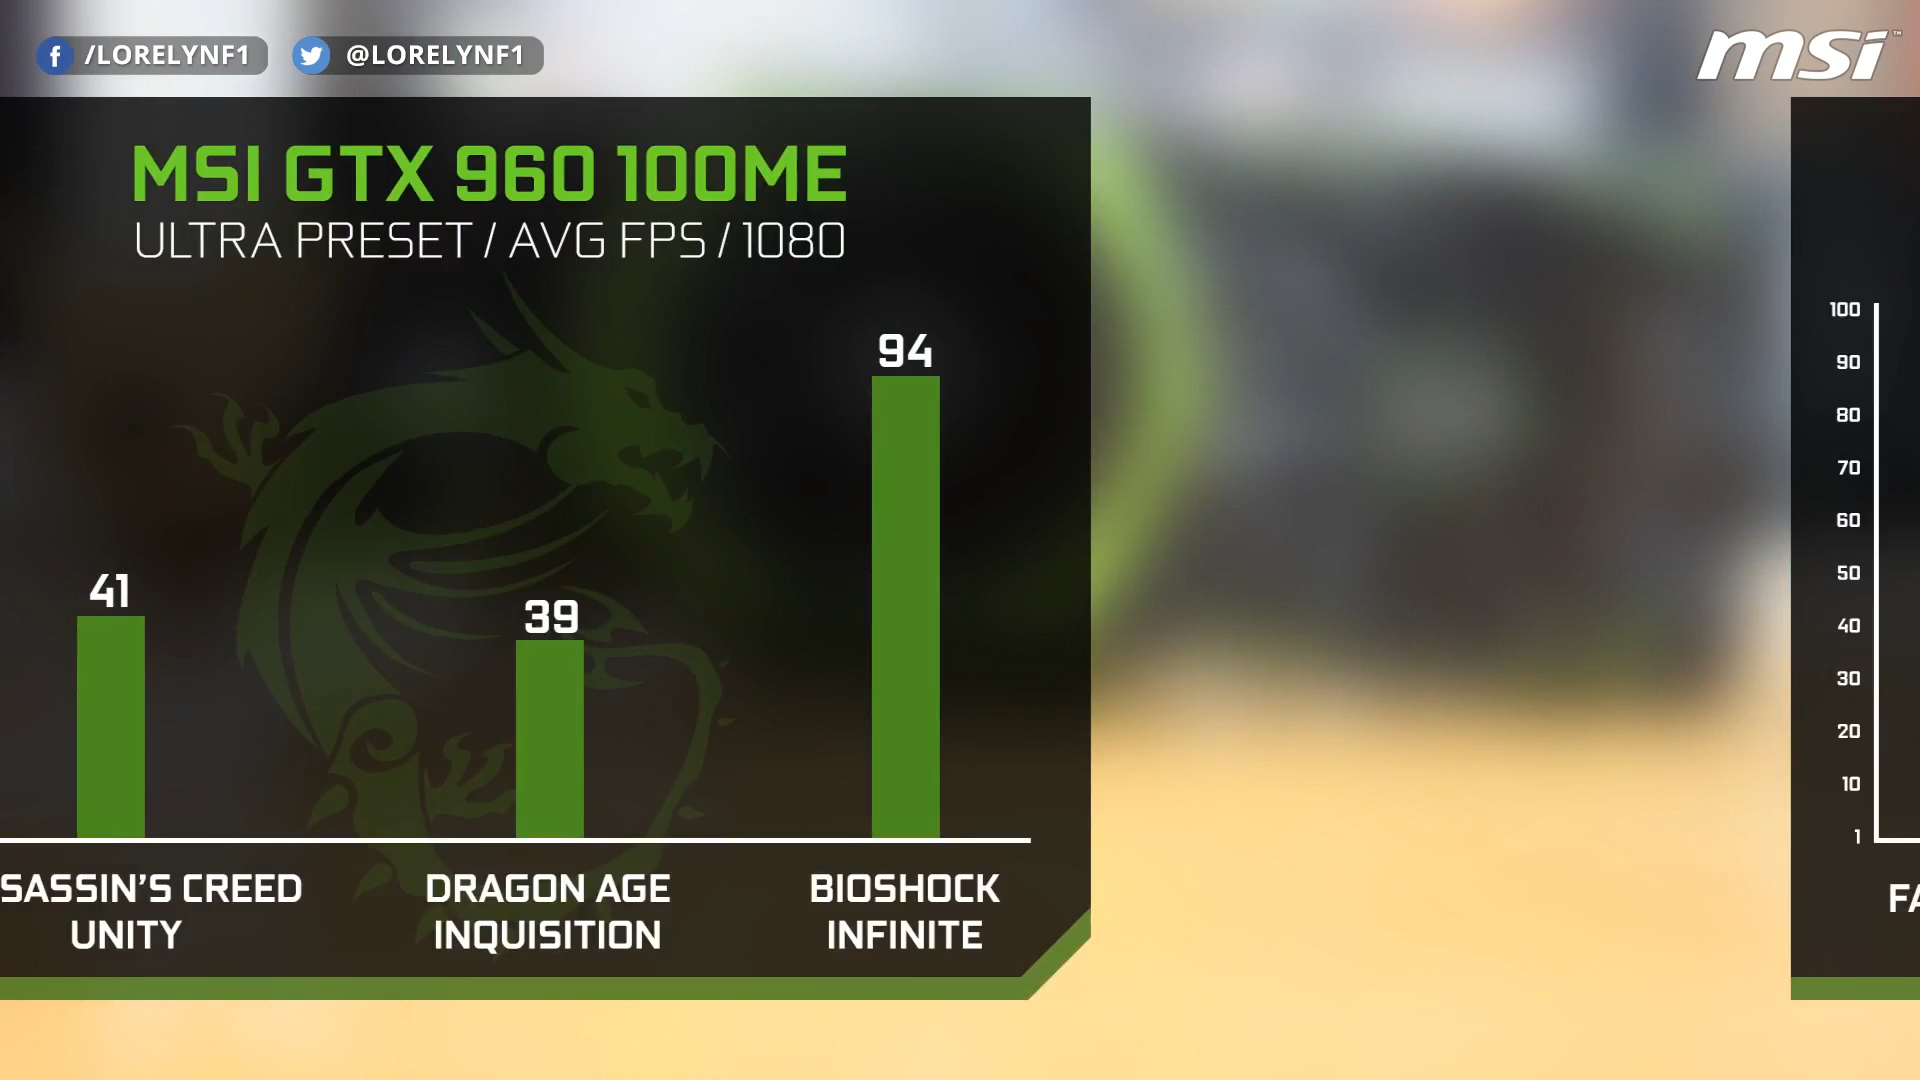 /LORELYNF1
@LORELYNF1
msi™
MSI GTX 960 100ME
ULTRA PRESET / AVG FPS / 1080
94
41
39
SASSIN'S CREED
UNITY
DRAGON AGE
INQUISITION
BIOSHOCK
INFINITE
100
90
80
70
60
50
40
30
20
10
1
FA